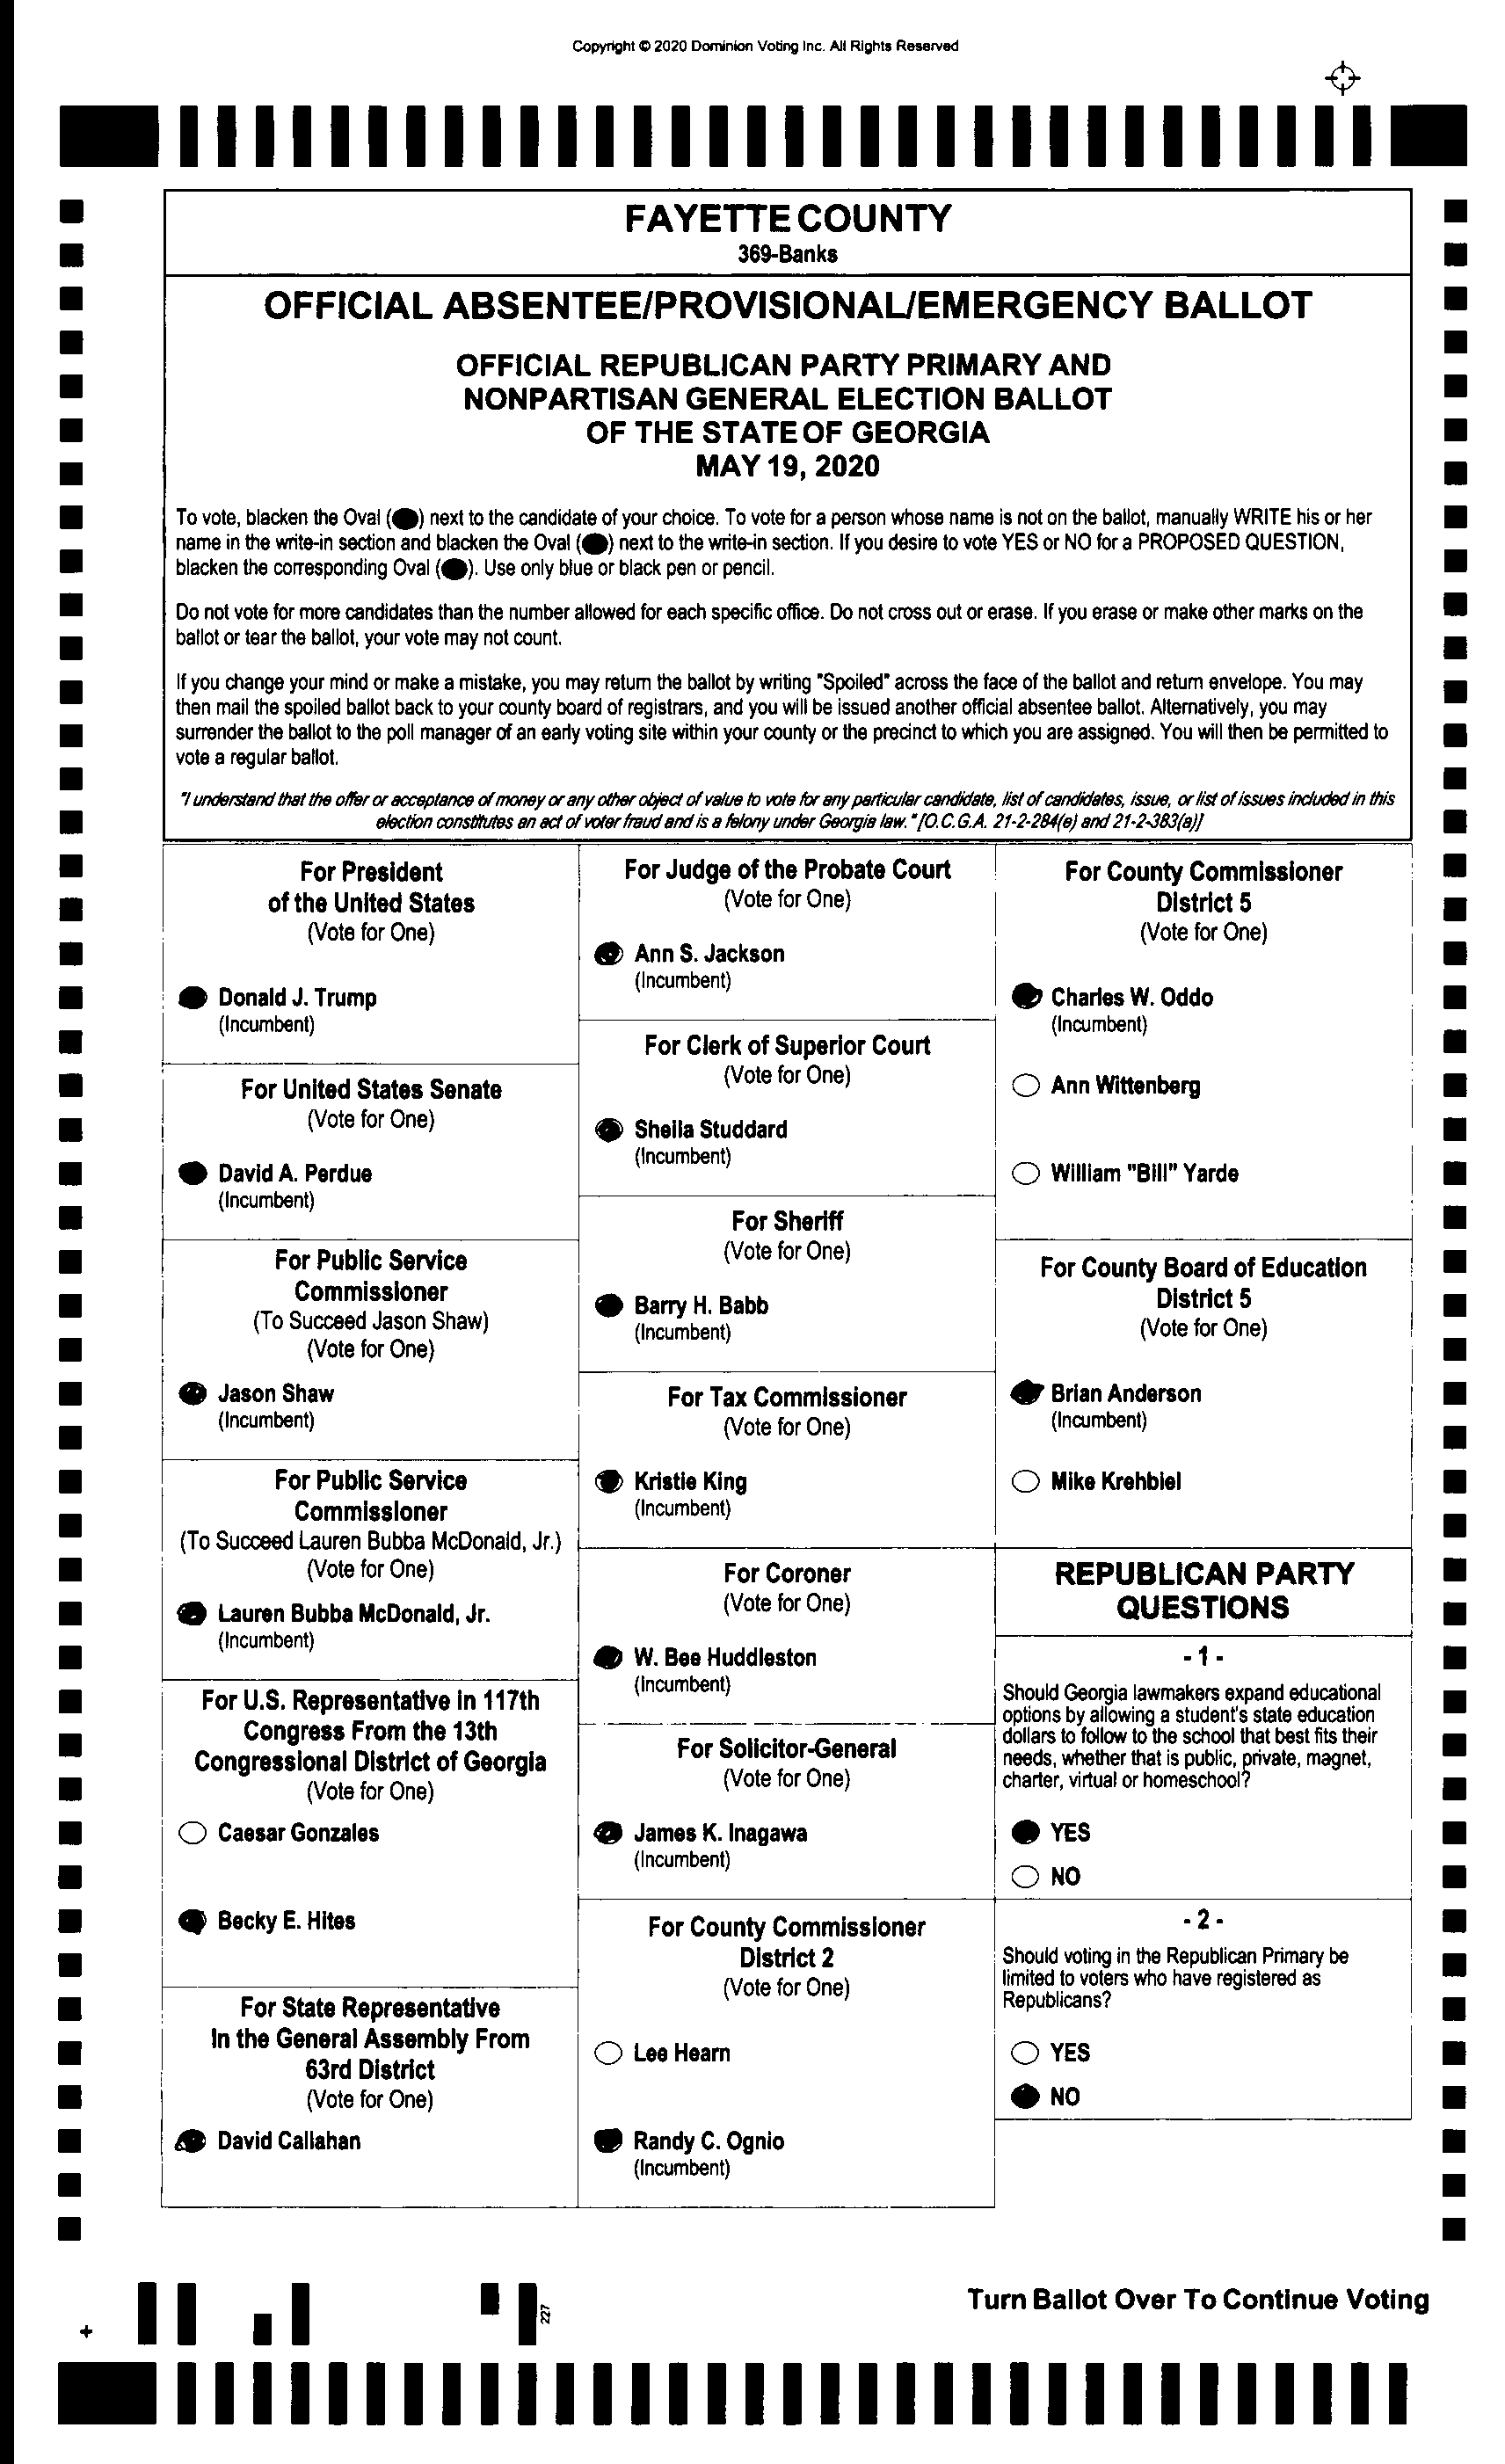 Copyright © 2020 Dominion Voting Inc. All Rights Reserved
FAYETTE COUNTY
369-Banks
OFFICIAL ABSENTEE/PROVISIONAL/EMERGENCY BALLOT
OFFICIAL REPUBLICAN PARTY PRIMARY AND
NONPARTISAN GENERAL ELECTION BALLOT
OF THE STATE OF GEORGIA
MAY 19, 2020
To vote, blacken the Oval (●) next to the candidate of your choice. To vote for a person whose name is not on the ballot, manually WRITE his or her
name in the write-in section and blacken the Oval (●) next to the write-in section. If you desire to vote YES or NO for a PROPOSED QUESTION,
blacken the corresponding Oval (●). Use only blue or black pen or pencil.
Do not vote for more candidates than the number allowed for each specific office. Do not cross out or erase. If you erase or make other marks on the
ballot or tear the ballot, your vote may not count.
If you change your mind or make a mistake, you may return the ballot by writing "Spoiled" across the face of the ballot and return envelope. You may
then mail the spoiled ballot back to your county board of registrars, and you will be issued another official absentee ballot. Alternatively, you may
surrender the ballot to the poll manager of an early voting site within your county or the precinct to which you are assigned. You will then be permitted to
vote a regular ballot.
"I understand that the offer or acceptance of money or any other object of value to vote for any particular candidate, list of candidates, issue, or list of issues included in this
election constitutes an act of voter fraud and is a felony under Georgia law." [O.C.G.A. 21-2-284(e) and 21-2-383(a)]
For President
of the United States
(Vote for One)
Donald J. Trump
(Incumbent)
For United States Senate
(Vote for One)
David A. Perdue
(Incumbent)
For Public Service
Commissioner
(To Succeed Jason Shaw)
(Vote for One)
Jason Shaw
(Incumbent)
For Public Service
Commissioner
(To Succeed Lauren Bubba McDonald, Jr.)
(Vote for One)
Lauren Bubba McDonald, Jr.
(Incumbent)
For U.S. Representative in 117th
Congress From the 13th
Congressional District of Georgia
(Vote for One)
Caesar Gonzales
Becky E. Hites
For State Representative
In the General Assembly From
63rd District
(Vote for One)
David Callahan
For Judge of the Probate Court
(Vote for One)
Ann S. Jackson
(Incumbent)
For Clerk of Superior Court
(Vote for One)
Sheila Studdard
(Incumbent)
For Sheriff
(Vote for One)
Barry H. Babb
(Incumbent)
For Tax Commissioner
(Vote for One)
Kristie King
(Incumbent)
For Coroner
(Vote for One)
W. Bee Huddleston
(Incumbent)
For Solicitor-General
(Vote for One)
James K. Inagawa
(Incumbent)
For County Commissioner
District 2
(Vote for One)
Lee Hearn
Randy C. Ognio
(Incumbent)
For County Commissioner
District 5
(Vote for One)
Charles W. Oddo
(Incumbent)
Ann Wittenberg
William "Bill" Yarde
For County Board of Education
District 5
(Vote for One)
Brian Anderson
(Incumbent)
Mike Krehbiel
REPUBLICAN PARTY
QUESTIONS
- 1 -
Should Georgia lawmakers expand educational
options by allowing a student's state education
dollars to follow to the school that best fits their
needs, whether that is public, private, magnet,
charter, virtual or homeschool?
YES
NO
- 2 -
Should voting in the Republican Primary be
limited to voters who have registered as
Republicans?
YES
NO
Turn Ballot Over To Continue Voting
227